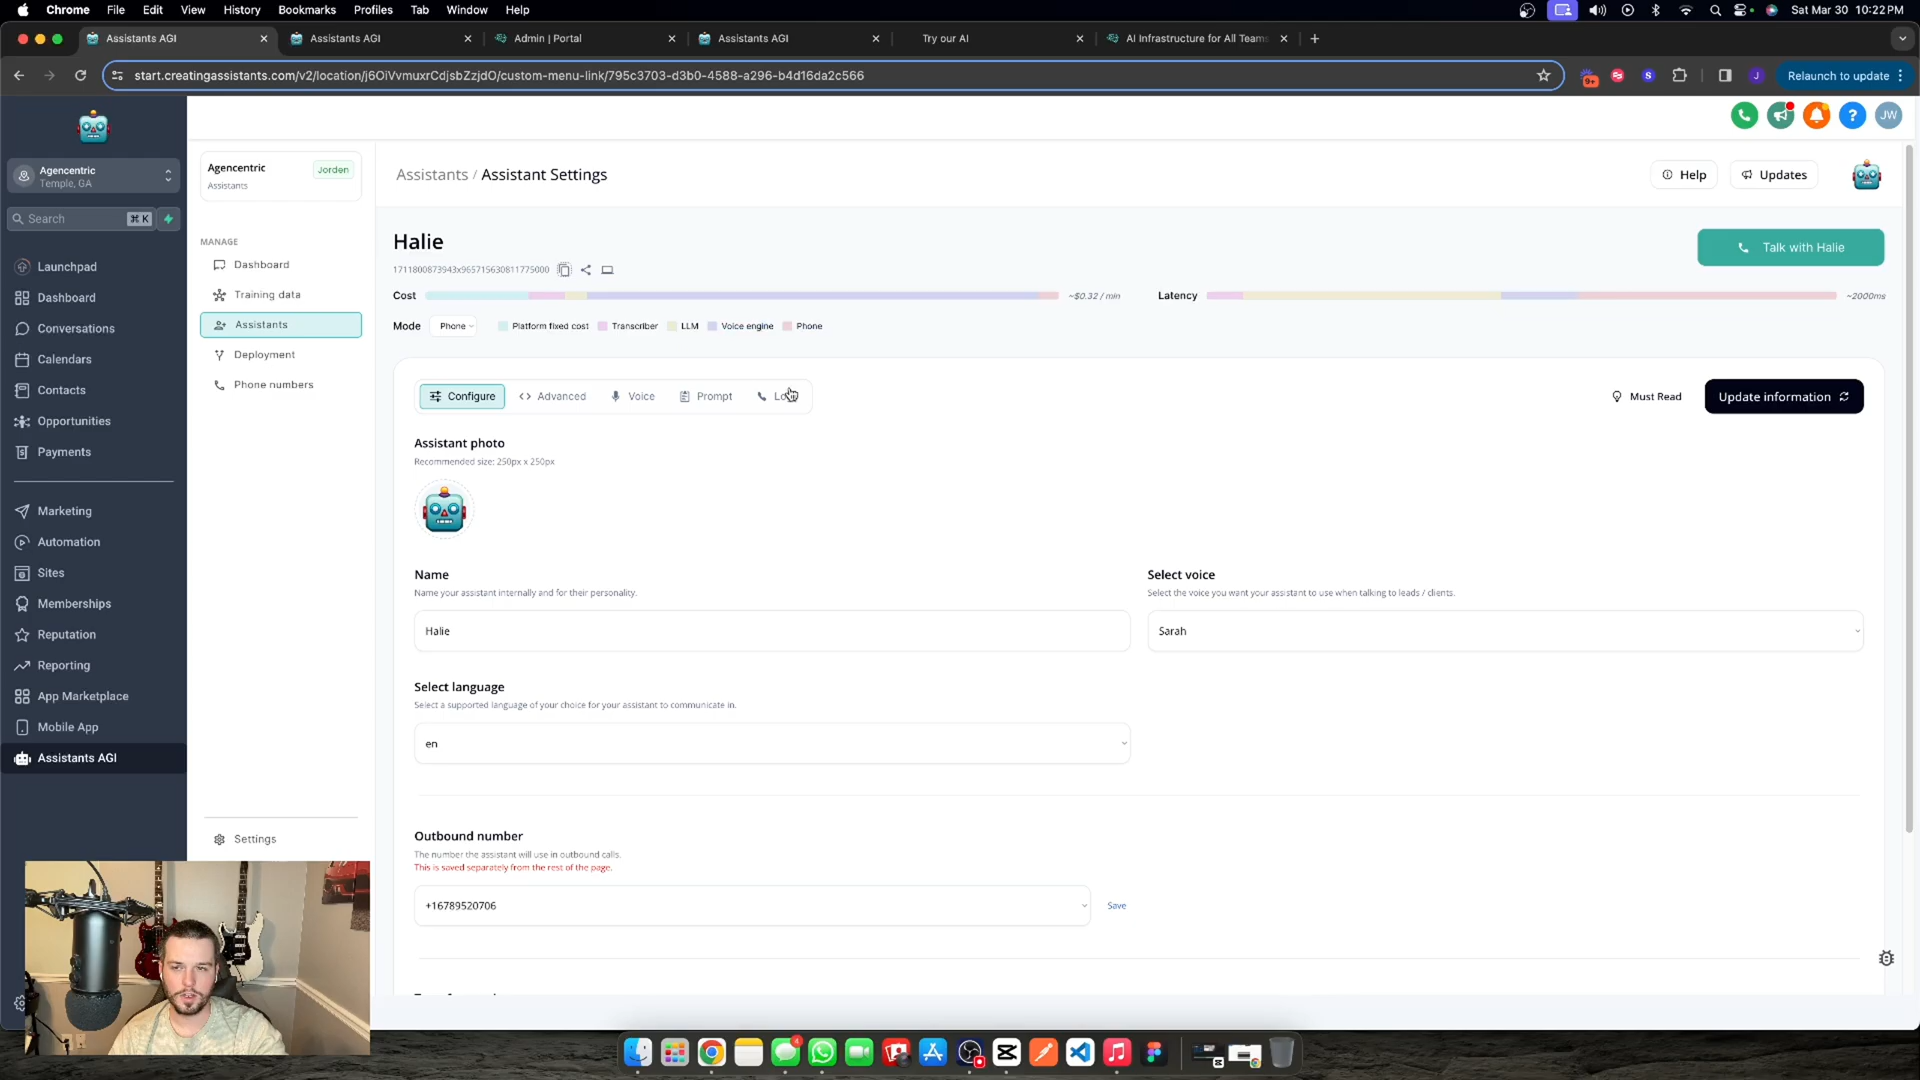 Chrome File Edit View History Bookmarks Profiles Tab Window Help
Sat Mar 30 10:22 PM
Assistants AGI
Assistants AGI
Admin | Portal
Assistants AGI
Try our AI
AI Infrastructure for All Teams
start.creatingassistants.com/v2/location/j6OiVvmuxrCdjsbZzjdO/custom-menu-link/795c3703-d3b0-4588-a296-b4d16da2c566
9+
S
J
Relaunch to update
Agencentric
Temple, GA
Search
⌘ K
Launchpad
Dashboard
Conversations
Calendars
Contacts
Opportunities
Payments
Marketing
Automation
Sites
Memberships
Reputation
Reporting
App Marketplace
Mobile App
Assistants AGI
Agencentric
Assistants
Jorden
MANAGE
Dashboard
Training data
Assistants
Deployment
Phone numbers
Settings
?
JW
Assistants / Assistant Settings
Help
Updates
Halie
1711800873943x965715630811775000
Talk with Halie
Cost
~$0.32 / min
Latency
~2000ms
Mode
Phone
Platform fixed cost
Transcriber
LLM
Voice engine
Phone
Configure
Advanced
Voice
Prompt
Must Read
Update information
Assistant photo
Recommended size: 250px x 250px
Name
Name your assistant internally and for their personality.
Halie
Select voice
Select the voice you want your assistant to use when talking to leads / clients.
Sarah
Select language
Select a supported language of your choice for your assistant to communicate in.
en
Outbound number
The number the assistant will use in outbound calls.
This is saved separately from the rest of the page.
+16789520706
Save